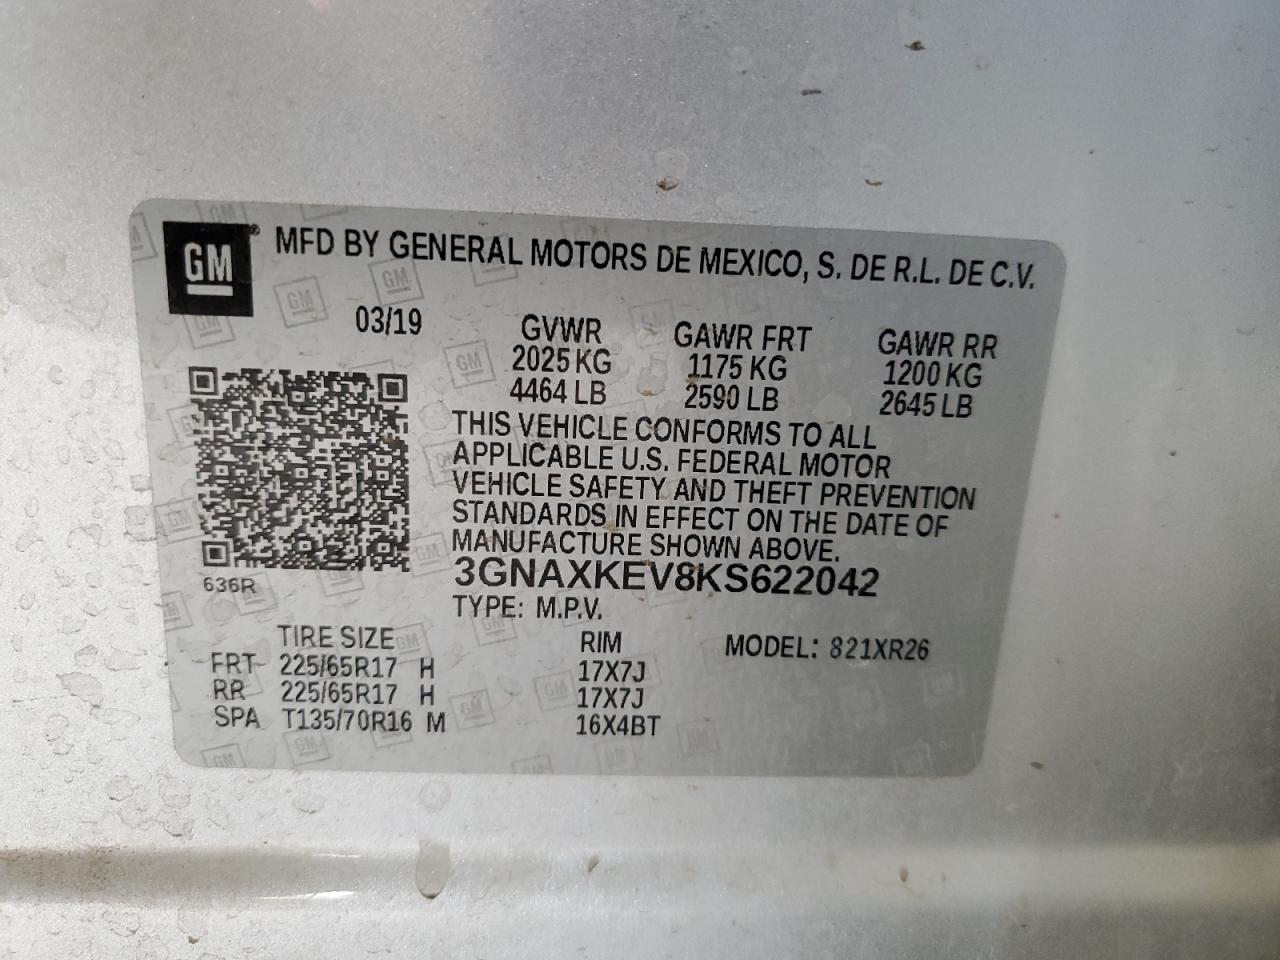 GM® MFD BY GENERAL MOTORS DE MEXICO, S. DE R.L. DE C.V.
03/19 GVWR GAWR FRT GAWR RR
2025 KG 1175 KG 1200 KG
4464 LB 2590 LB 2645 LB
THIS VEHICLE CONFORMS TO ALL
APPLICABLE U.S. FEDERAL MOTOR
VEHICLE SAFETY AND THEFT PREVENTION
STANDARDS IN EFFECT ON THE DATE OF
MANUFACTURE SHOWN ABOVE.
636R 3GNAXKEV8KS622042
TYPE: M.P.V.
TIRE SIZE RIM MODEL: 821XR26
FRT 225/65R17 H 17X7J
RR 225/65R17 H 17X7J
SPA T135/70R16 M 16X4BT